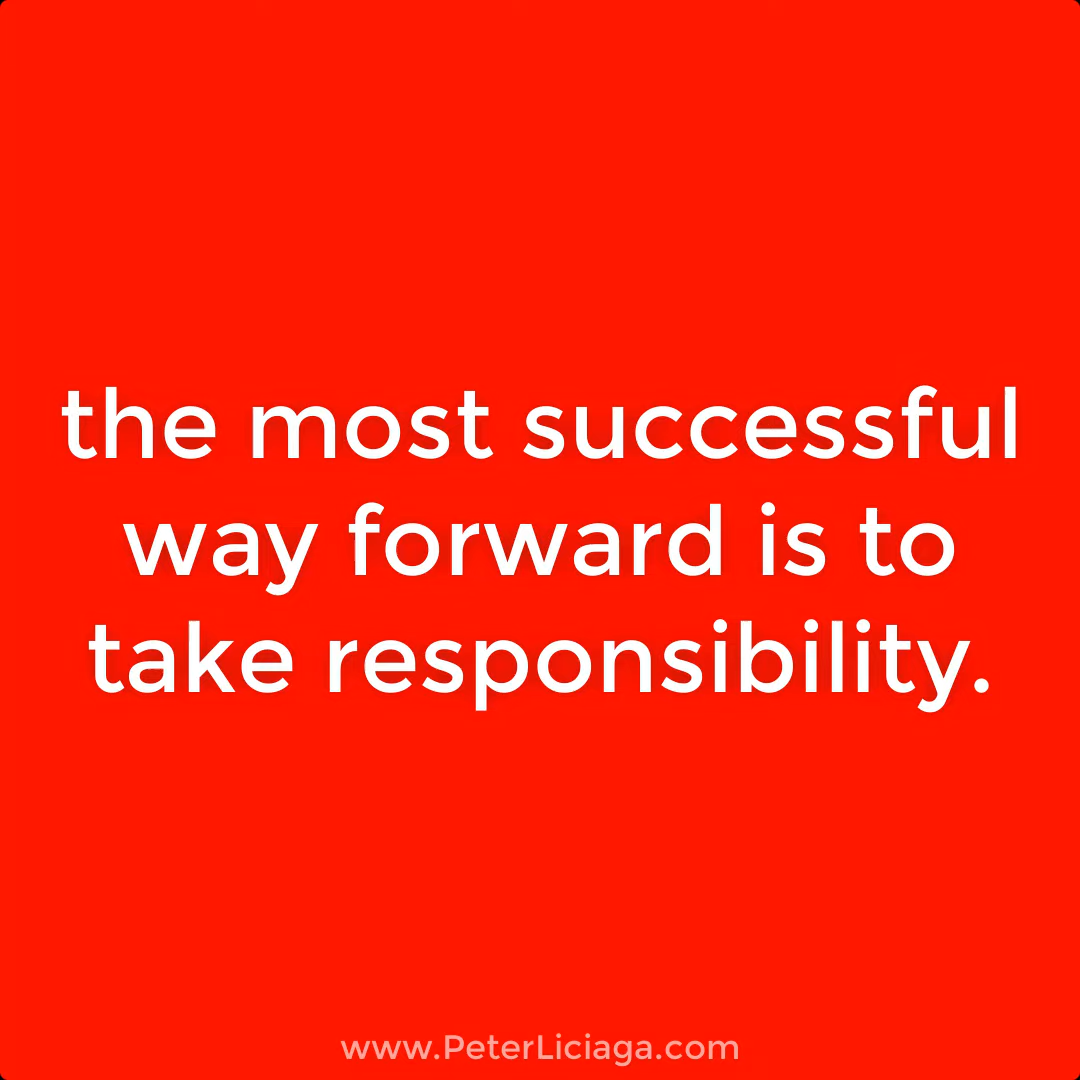 the most successful
way forward is to
take responsibility.
www.PeterLiciaga.com